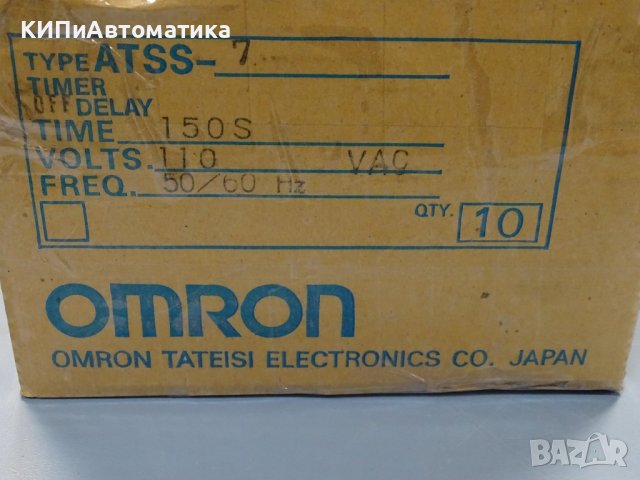 КИПиАвтоматика
TYPE ATSS-7
TIMER
OFF DELAY
TIME 150S
VOLTS. 110 VAC
FREQ. 50/60 Hz
QTY. 10
OMRON
OMRON TATEISI ELECTRONICS CO. JAPAN
BAZAR